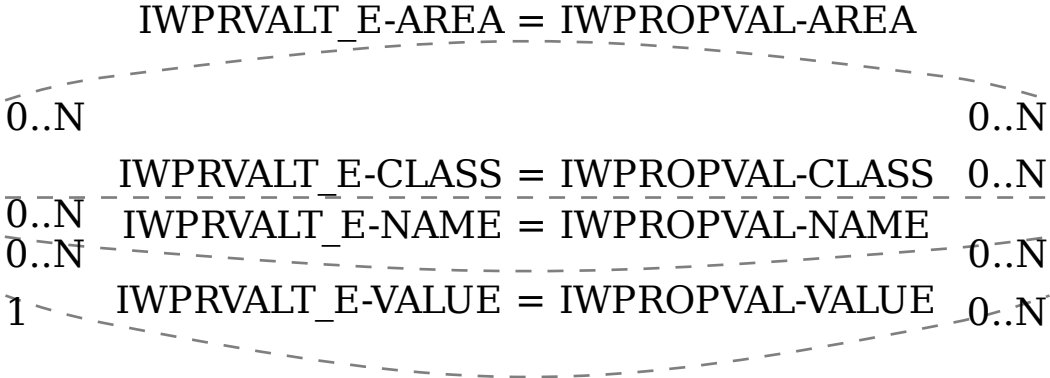 IWPRVALT_E-AREA = IWPROPVAL-AREA
0..N 0..N
IWPRVALT_E-CLASS = IWPROPVAL-CLASS 0..N
0..N
IWPRVALT_E-NAME = IWPROPVAL-NAME
0..N 0..N
IWPRVALT_E-VALUE = IWPROPVAL-VALUE
1 0..N